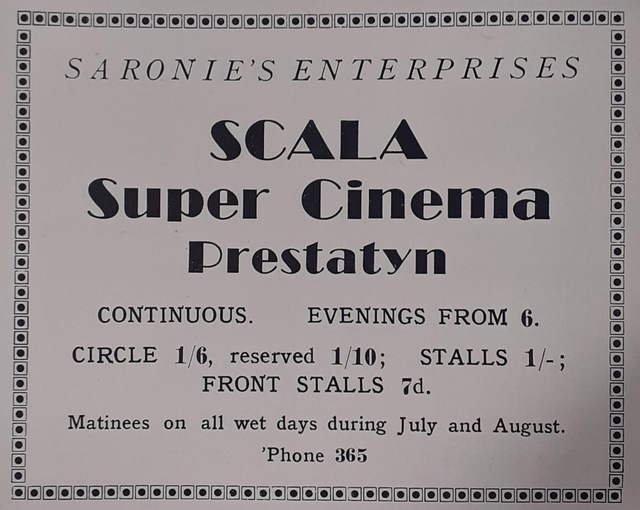 SARONIE'S ENTERPRISES
SCALA
Super Cinema
Prestatyn
CONTINUOUS. EVENINGS FROM 6.
CIRCLE 1/6, reserved 1/10; STALLS 1/-;
FRONT STALLS 7d.
Matinees on all wet days during July and August.
'Phone 365